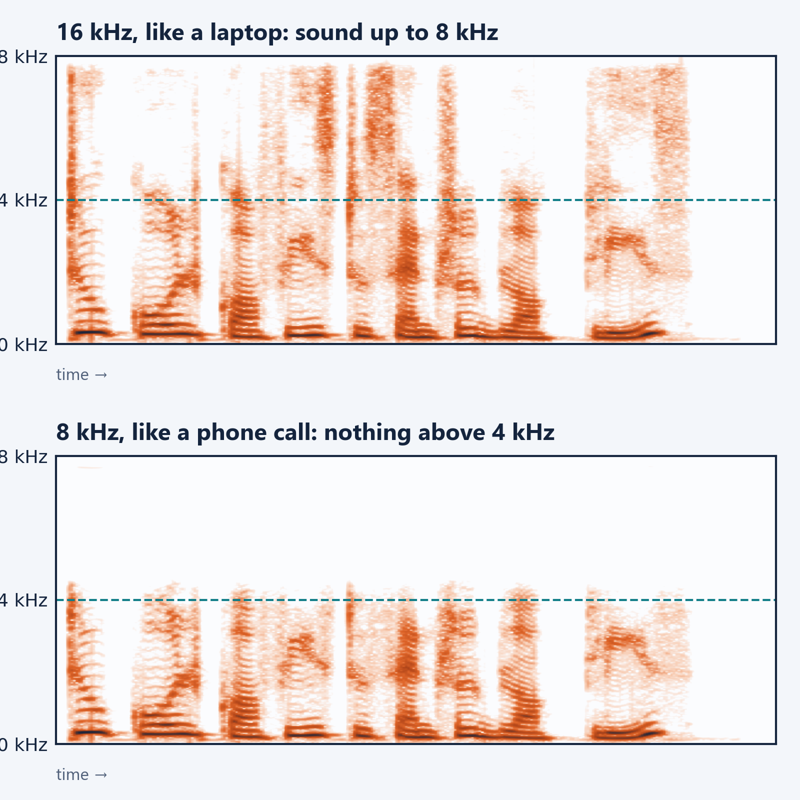 16 kHz, like a laptop: sound up to 8 kHz
8 kHz
4 kHz
0 kHz
time →
8 kHz, like a phone call: nothing above 4 kHz
8 kHz
4 kHz
0 kHz
time →